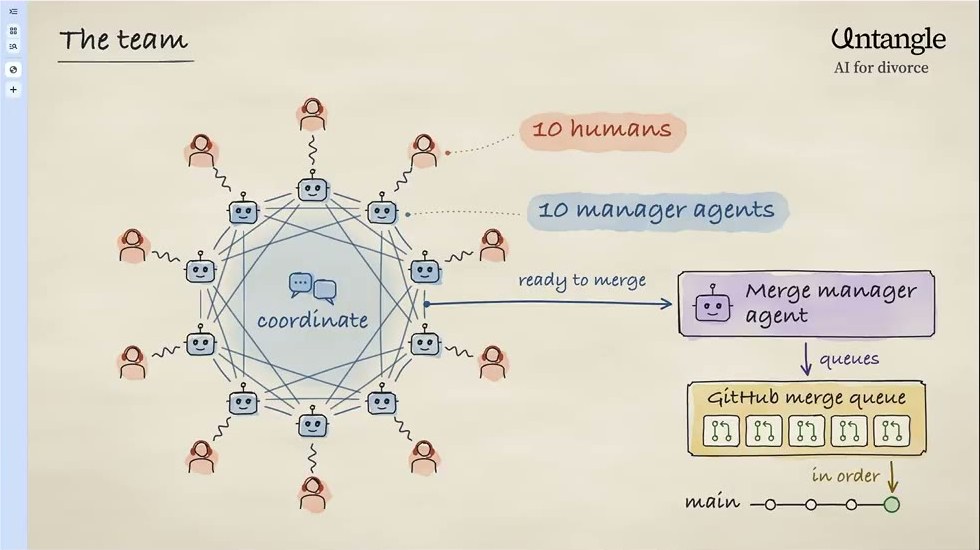 The team
Untangle
AI for divorce
10 humans
10 manager agents
coordinate
ready to merge
Merge manager
agent
queues
GitHub merge queue
in order
main